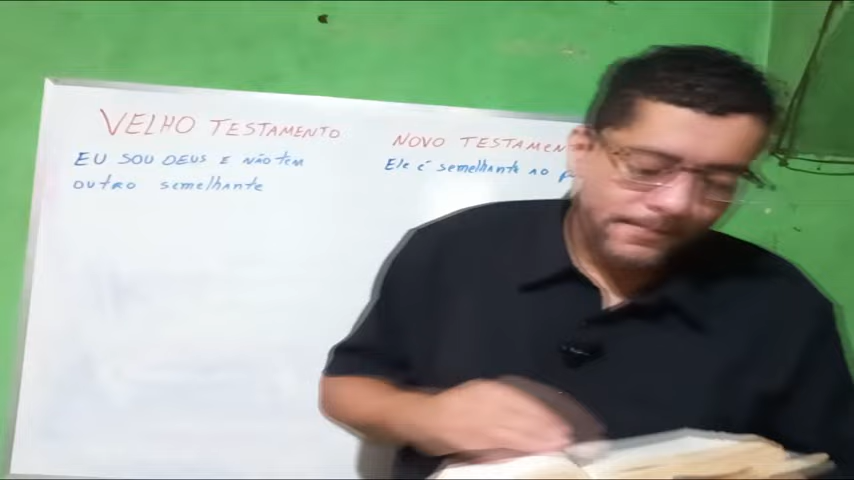 VELHO TESTAMENTO
EU SOU DEUS E NÃO TEM
OUTRO SEMELHANTE
NOVO TESTAMEN
Ele é SEMELHANTE AO